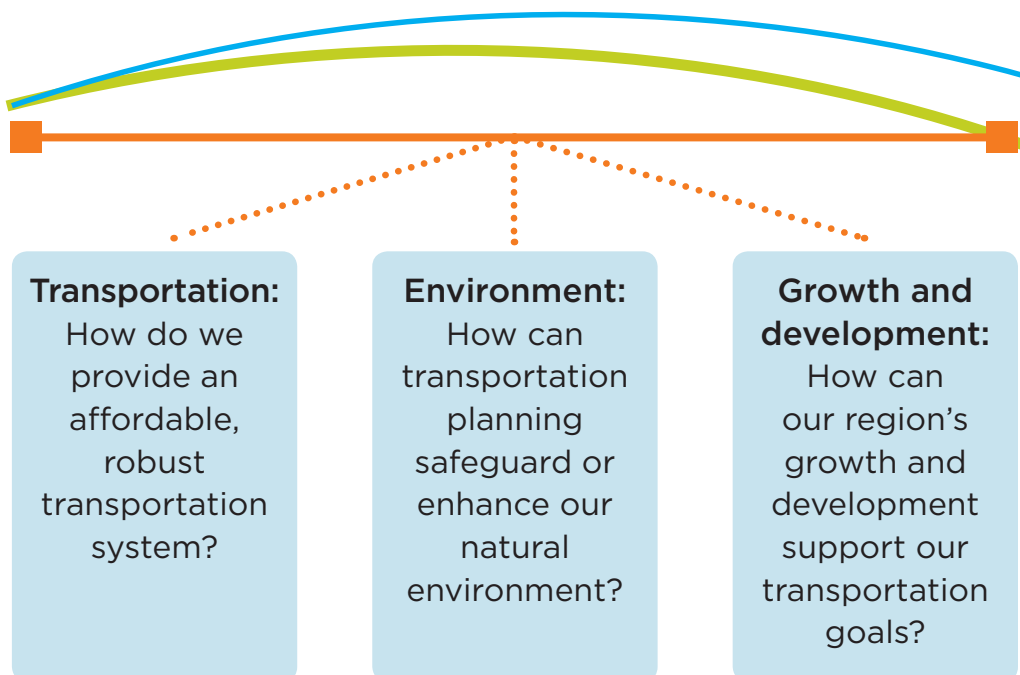 Transportation:
How do we
provide an
affordable,
robust
transportation
system?
Environment:
How can
transportation
planning
safeguard or
enhance our
natural
environment?
Growth and
development:
How can
our region’s
growth and
development
support our
transportation
goals?